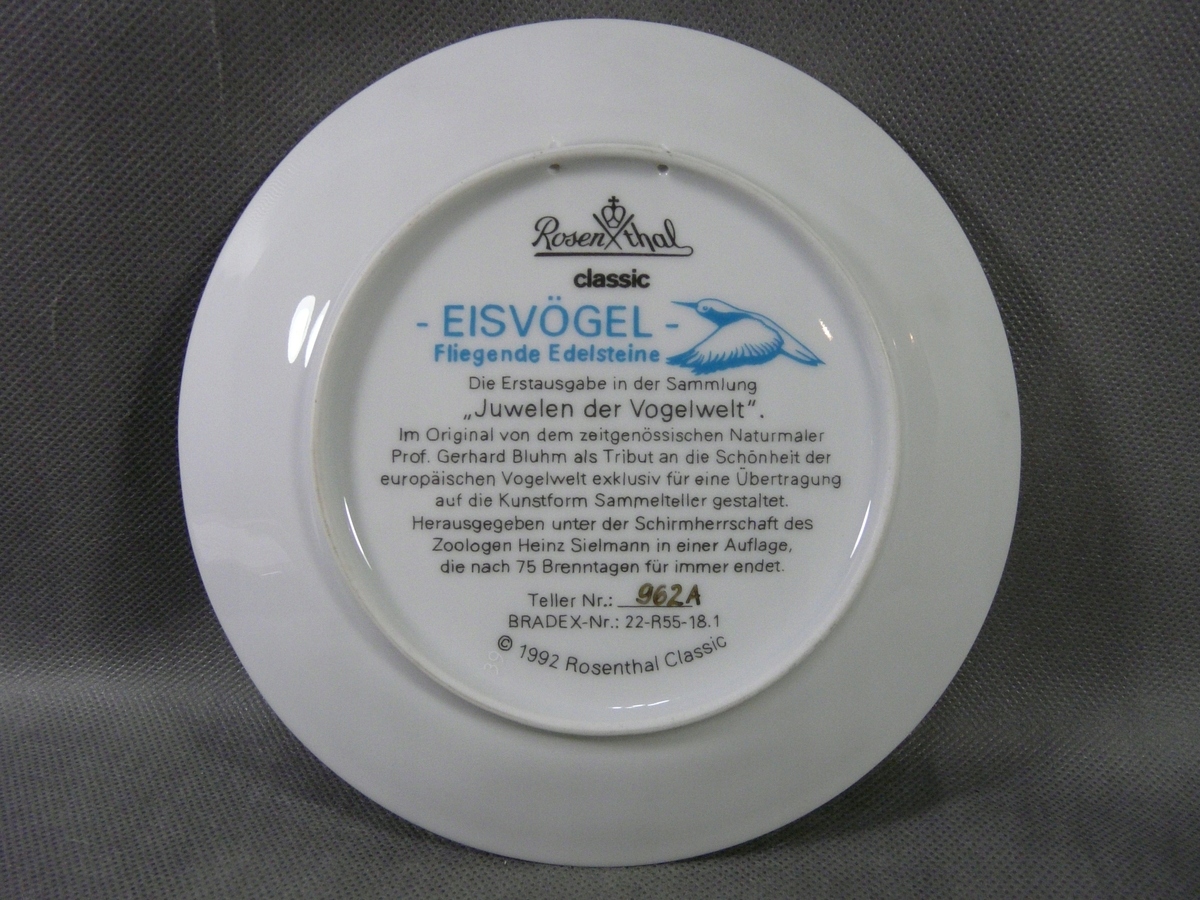 Rosenthal
classic
- EISVÖGEL -
Fliegende Edelsteine
Die Erstausgabe in der Sammlung
„Juwelen der Vogelwelt".
Im Original von dem zeitgenössischen Naturmaler
Prof. Gerhard Bluhm als Tribut an die Schönheit der
europäischen Vogelwelt exklusiv für eine Übertragung
auf die Kunstform Sammelteller gestaltet.
Herausgegeben unter der Schirmherrschaft des
Zoologen Heinz Sielmann in einer Auflage,
die nach 75 Brenntagen für immer endet.
Teller Nr.: 962A
BRADEX-Nr.: 22-R55-18.1
© 1992 Rosenthal Classic